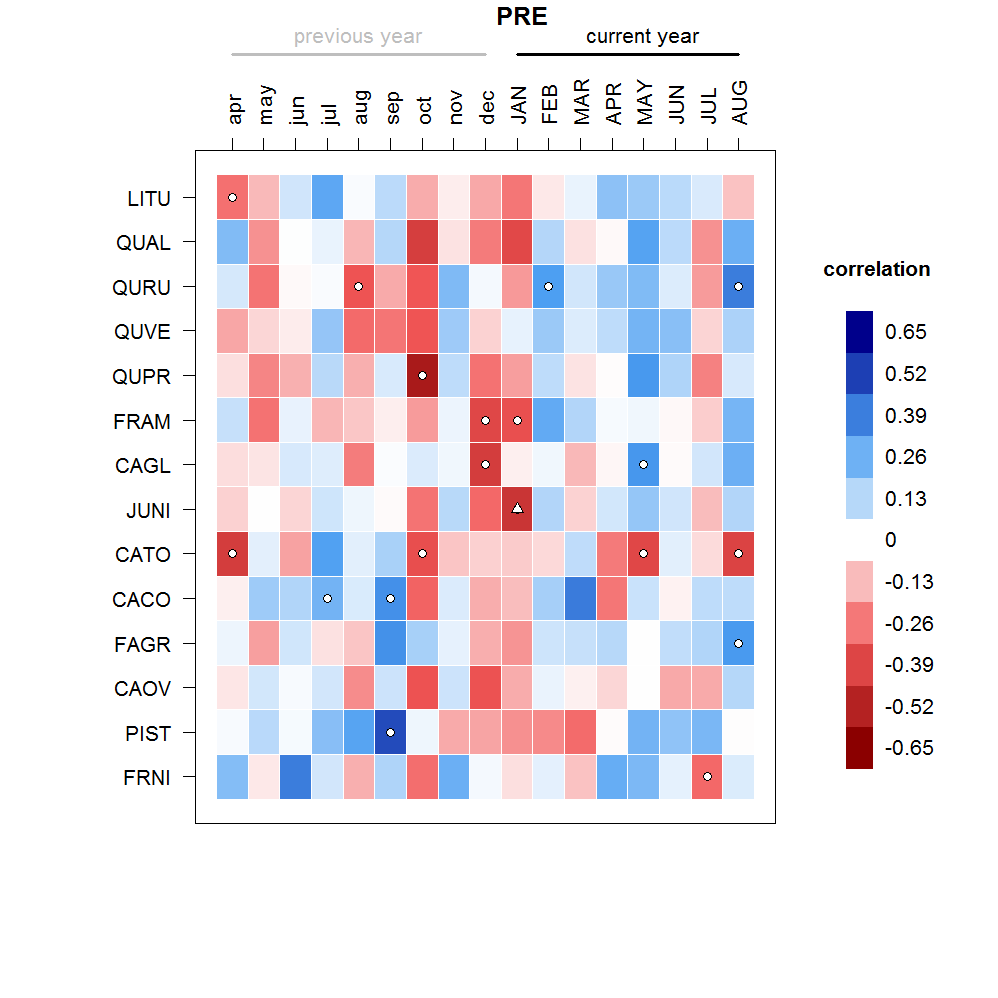 PRE
previous year
current year
apr may jun jul aug sep oct nov dec JAN FEB MAR APR MAY JUN JUL AUG
LITU
QUAL
QURU
QUVE
QUPR
FRAM
CAGL
JUNI
CATO
CACO
FAGR
CAOV
PIST
FRNI
correlation
0.65
0.52
0.39
0.26
0.13
0
-0.13
-0.26
-0.39
-0.52
-0.65